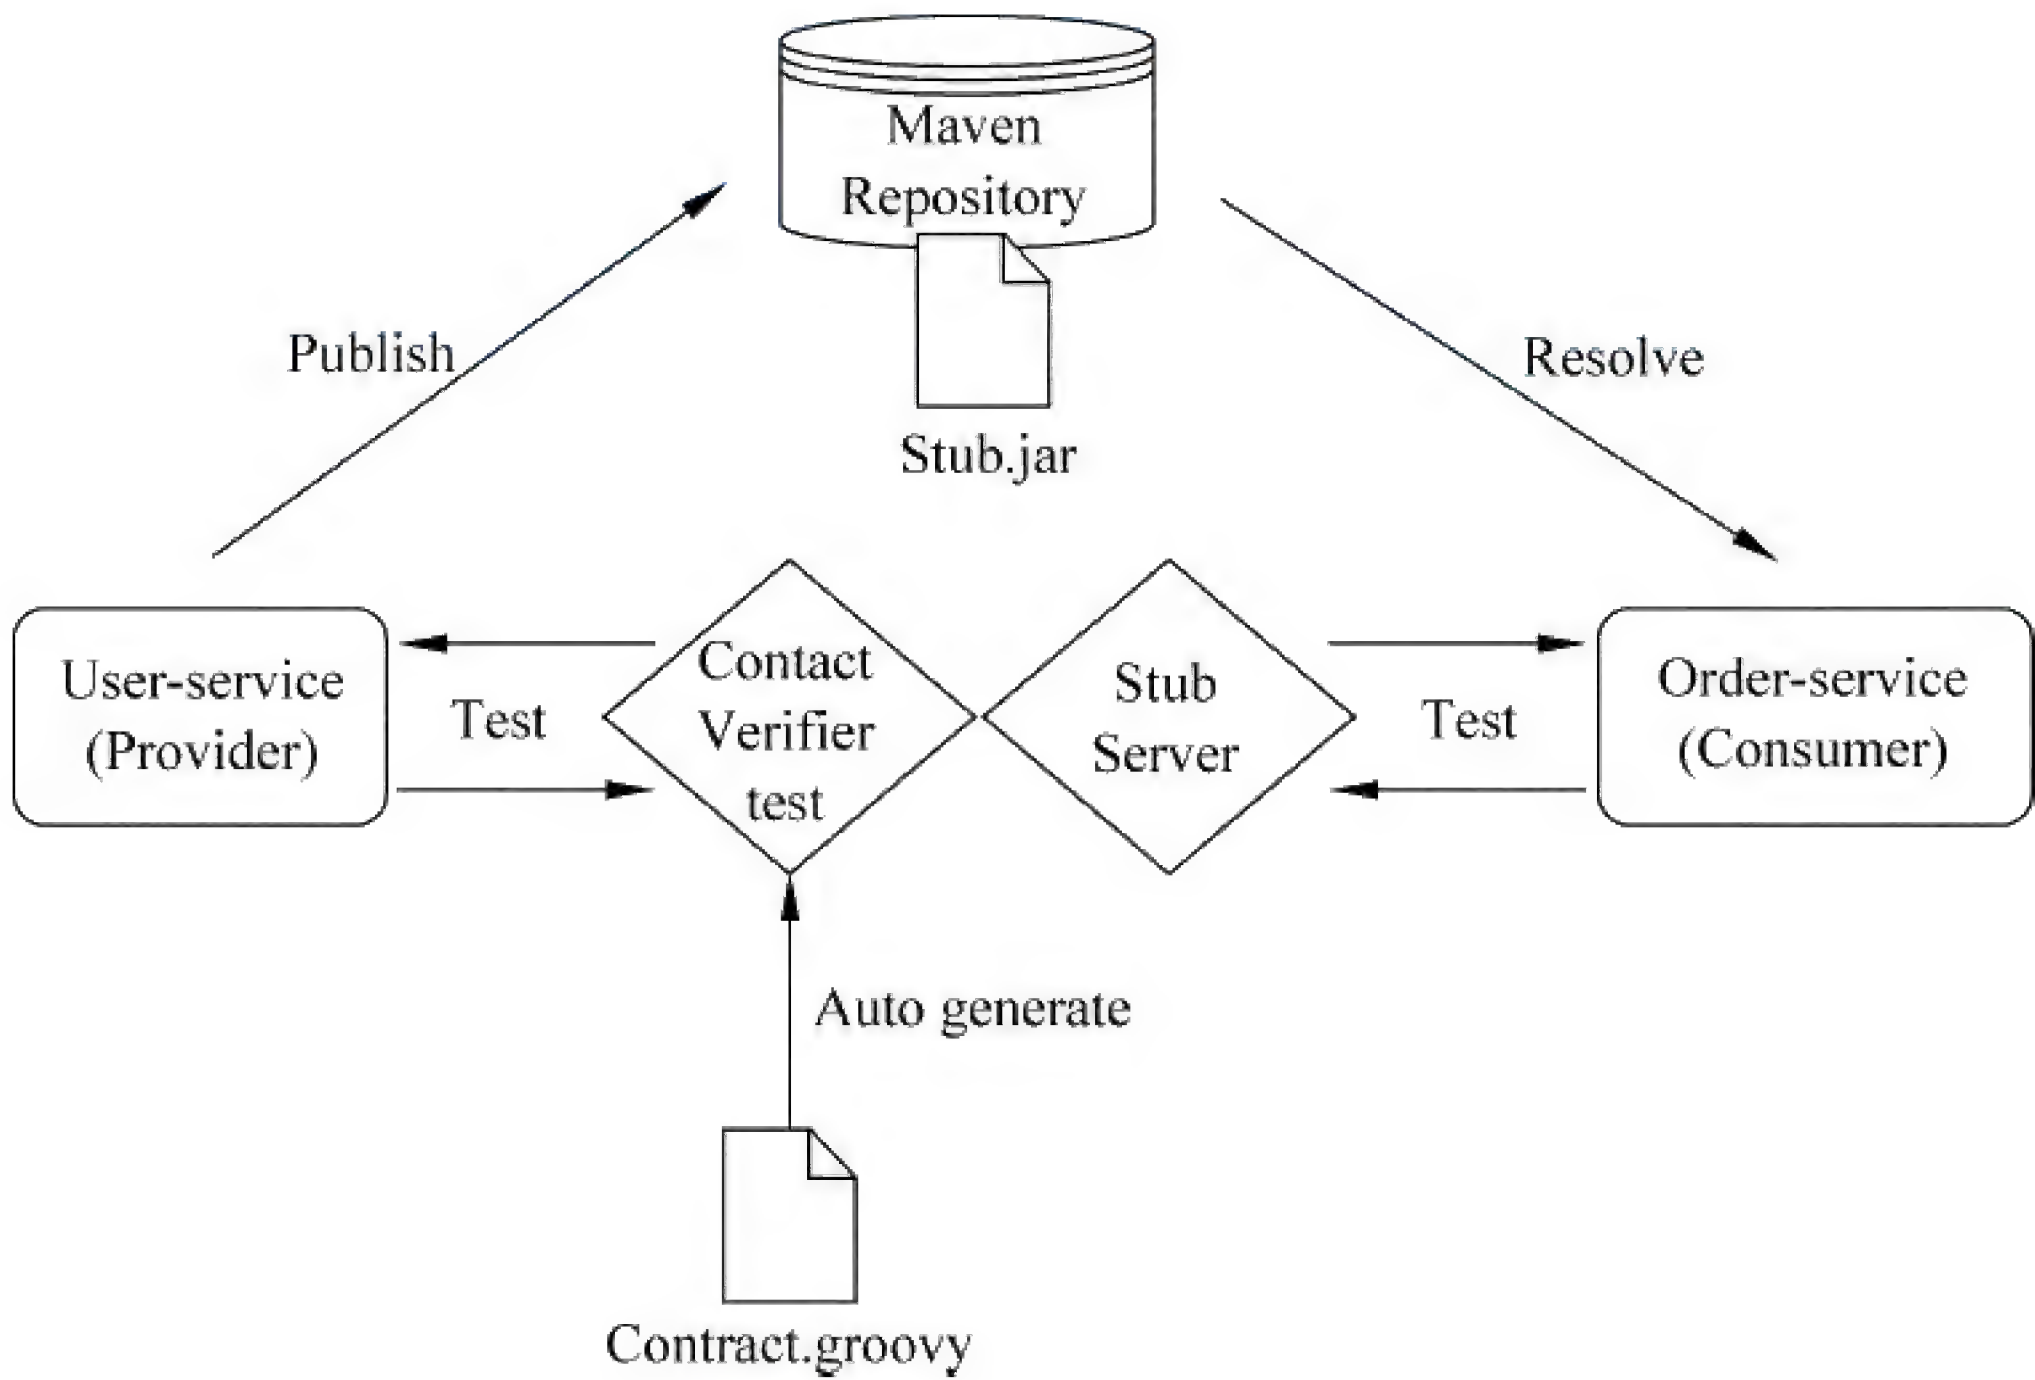 Maven
Repository
Publish
Resolve
Stub.jar
User-service
(Provider)
Test
Contact
Verifier
test
Stub
Server
Test
Order-service
(Consumer)
Auto generate
Contract.groovy